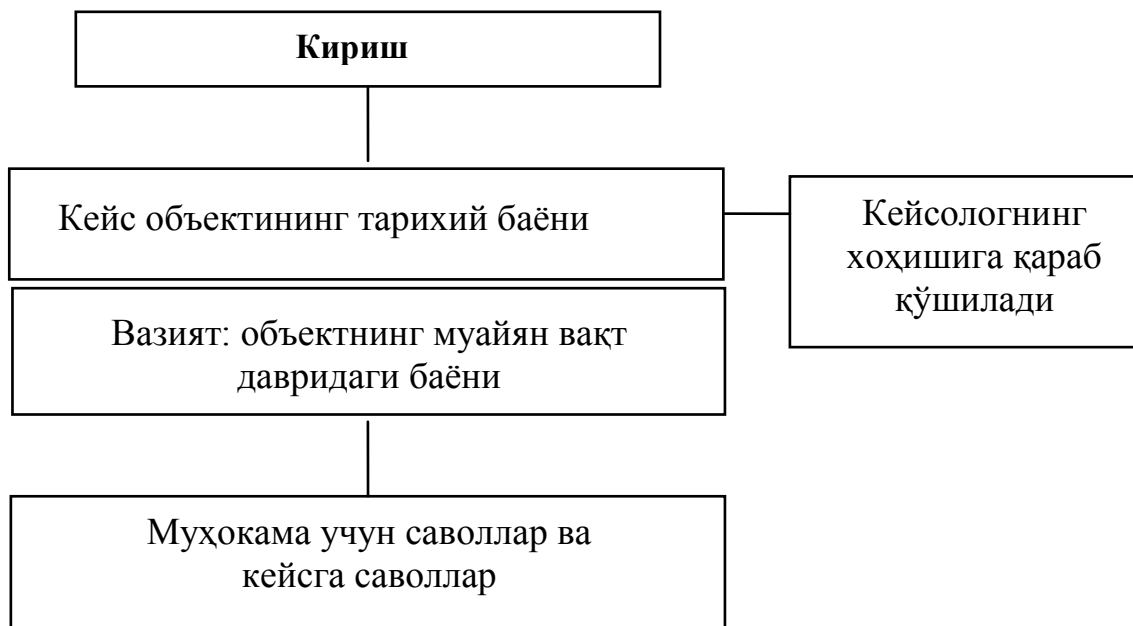 Кириш
Кейс объектининг тарихий баёни
Кейсологнинг
хоҳишига қараб
қўшилади
Вазият: объектнинг муайян вақт
давридаги баёни
Муҳокама учун саволлар ва
кейсга саволлар